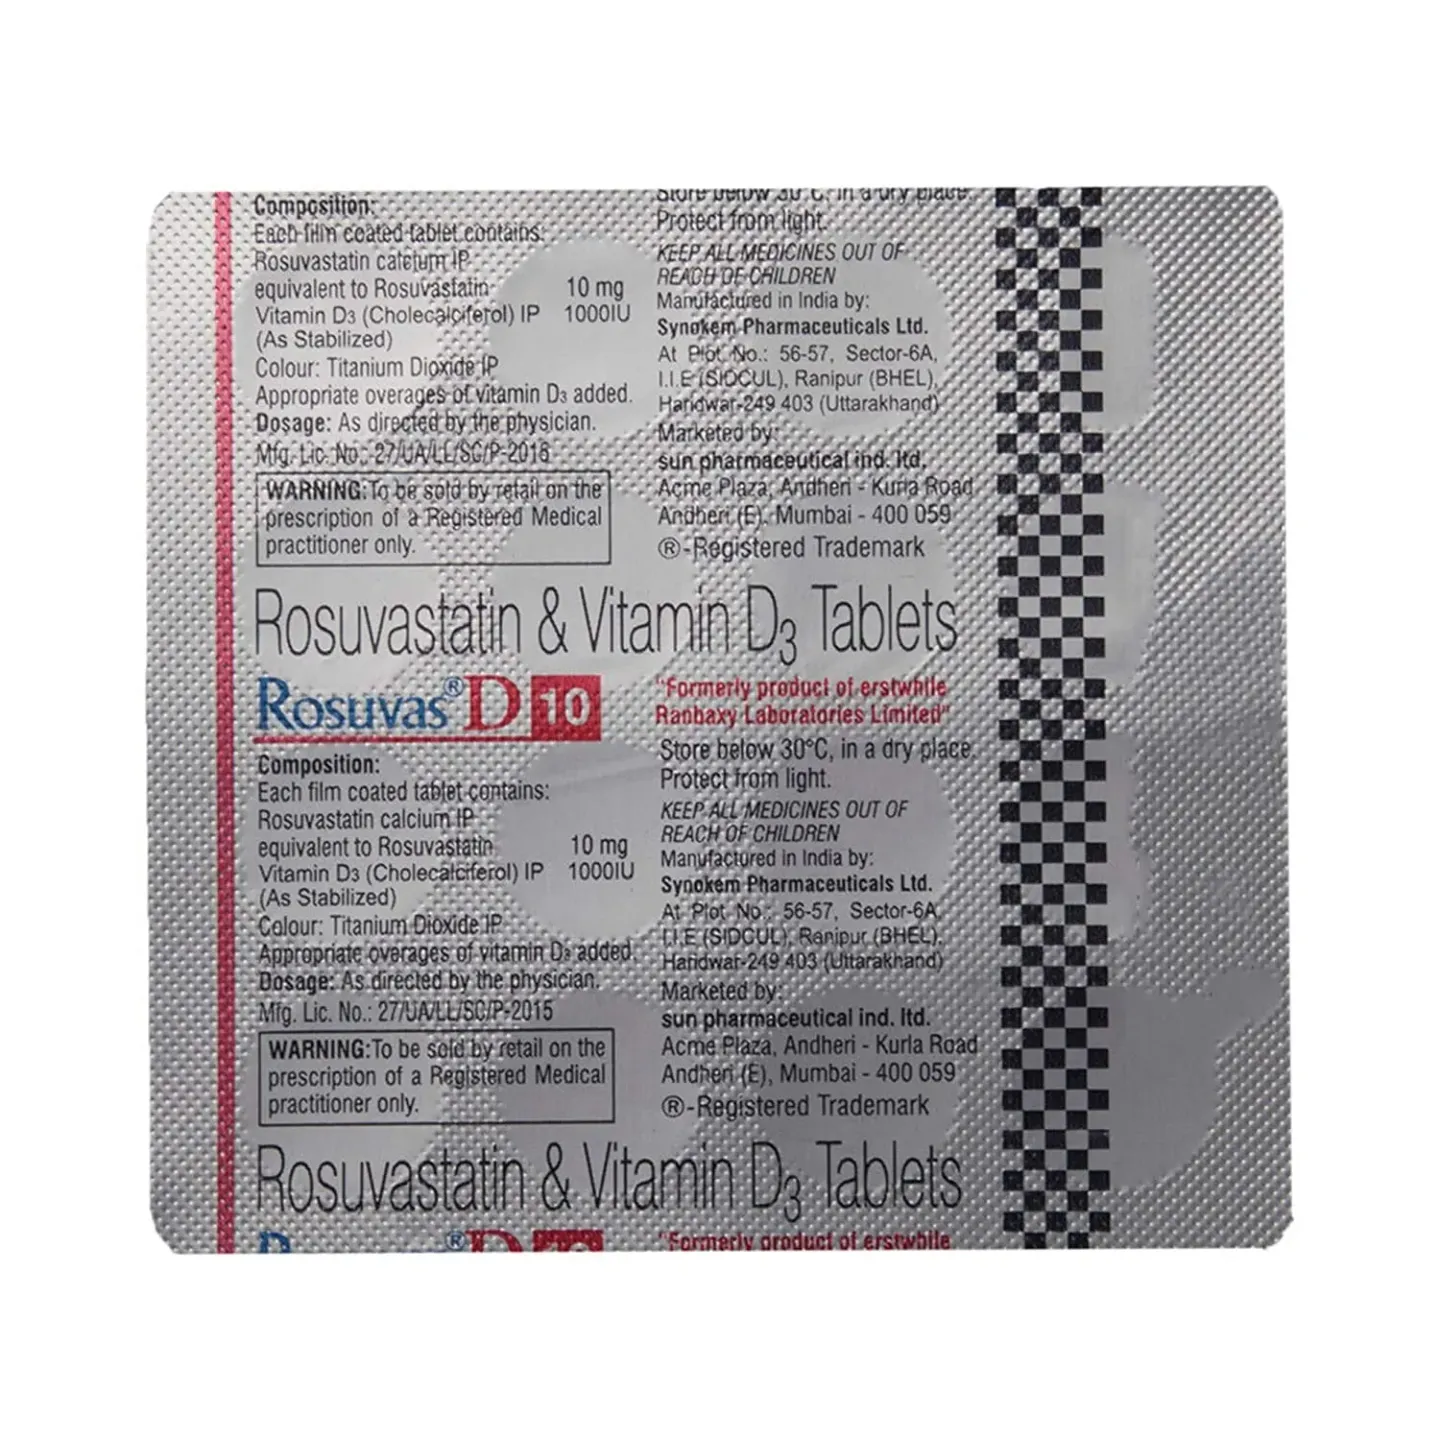 Composition:
Each film coated tablet contains:
Rosuvastatin calcium IP
equivalent to Rosuvastatin 10 mg
Vitamin D3 (Cholecalciferol) IP 1000IU
(As Stabilized)
Colour: Titanium Dioxide IP
Appropriate overages of vitamin D3 added.
Dosage: As directed by the physician.
Mfg. Lic. No.: 27/UA/LL/SC/P-2015
WARNING:To be sold by retail on the
prescription of a Registered Medical
practitioner only.
Store below 30°C, in a dry place.
Protect from light.
KEEP ALL MEDICINES OUT OF
REACH OF CHILDREN
Manufactured in India by:
Synokem Pharmaceuticals Ltd.
At Plot No.: 56-57, Sector-6A,
I.I.E (SIDCUL), Ranipur (BHEL),
Haridwar-249 403 (Uttarakhand)
Marketed by:
sun pharmaceutical ind. ltd.
Acme Plaza, Andheri - Kurla Road
Andheri (E), Mumbai - 400 059
®-Registered Trademark
Rosuvastatin & Vitamin D3 Tablets
Rosuvas® D 10
"Formerly product of erstwhile
Ranbaxy Laboratories Limited"
Composition:
Each film coated tablet contains:
Rosuvastatin calcium IP
equivalent to Rosuvastatin 10 mg
Vitamin D3 (Cholecalciferol) IP 1000IU
(As Stabilized)
Colour: Titanium Dioxide IP
Appropriate overages of vitamin D3 added.
Dosage: As directed by the physician.
Mfg. Lic. No.: 27/UA/LL/SC/P-2015
WARNING:To be sold by retail on the
prescription of a Registered Medical
practitioner only.
Store below 30°C, in a dry place.
Protect from light.
KEEP ALL MEDICINES OUT OF
REACH OF CHILDREN
Manufactured in India by:
Synokem Pharmaceuticals Ltd.
At Plot No.: 56-57, Sector-6A,
I.I.E (SIDCUL), Ranipur (BHEL),
Haridwar-249 403 (Uttarakhand)
Marketed by:
sun pharmaceutical ind. ltd.
Acme Plaza, Andheri - Kurla Road
Andheri (E), Mumbai - 400 059
®-Registered Trademark
Rosuvastatin & Vitamin D3 Tablets
® D 10
"Formerly product of erstwhile